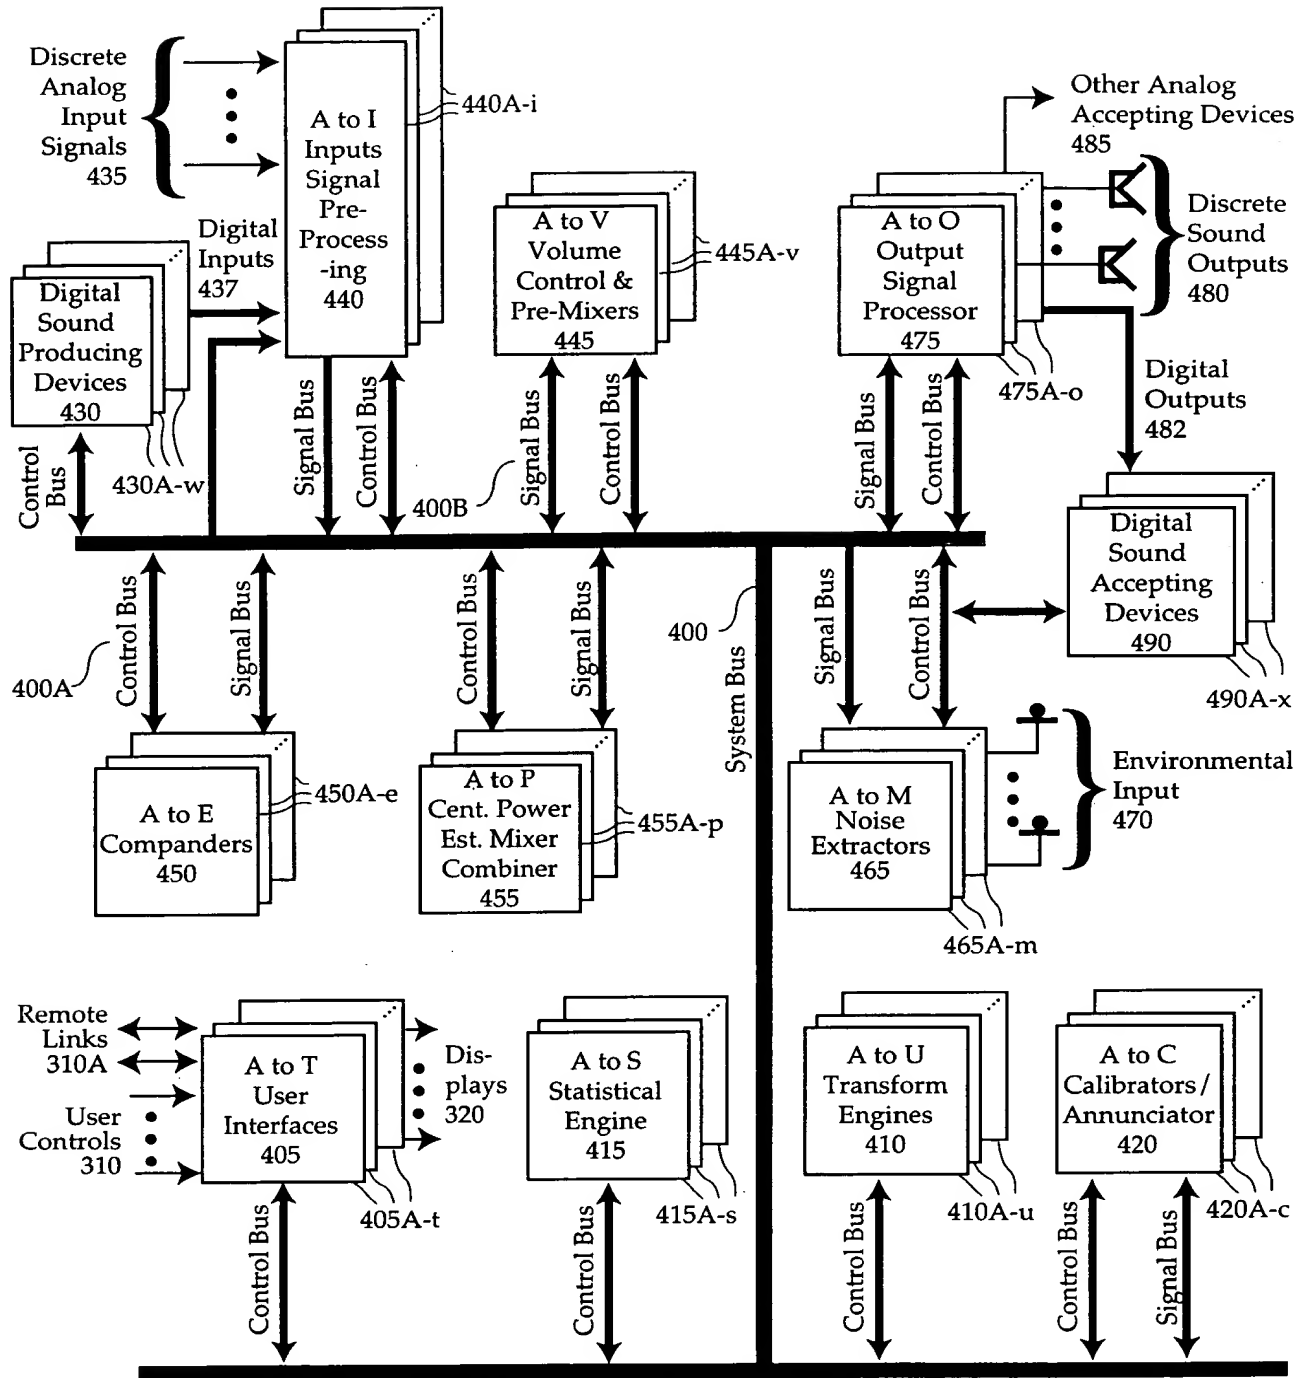 Discrete
Analog
Input
Signals
435
A to I
Inputs
Signal
Pre-
Process
-ing
440
440A-i
Digital
Inputs
437
Digital
Sound
Producing
Devices
430
430A-w
Control
Bus
Signal Bus
Control Bus
A to V
Volume
Control &
Pre-Mixers
445
445A-v
400B
Signal Bus
Control Bus
A to O
Output
Signal
Processor
475
475A-o
Signal Bus
Control Bus
Other Analog
Accepting Devices
485
Discrete
Sound
Outputs
480
Digital
Outputs
482
Digital
Sound
Accepting
Devices
490
490A-x
400A
Control Bus
Signal Bus
Control Bus
Signal Bus
400
System Bus
Signal Bus
Control Bus
A to E
Companders
450
450A-e
A to P
Cent. Power
Est. Mixer
Combiner
455
455A-p
A to M
Noise
Extractors
465
465A-m
Environmental
Input
470
Remote
Links
310A
User
Controls
310
A to T
User
Interfaces
405
405A-t
Dis-
plays
320
A to S
Statistical
Engine
415
415A-s
A to U
Transform
Engines
410
410A-u
A to C
Calibrators/
Annunciator
420
420A-c
Control Bus
Control Bus
Control Bus
Control Bus
Signal Bus